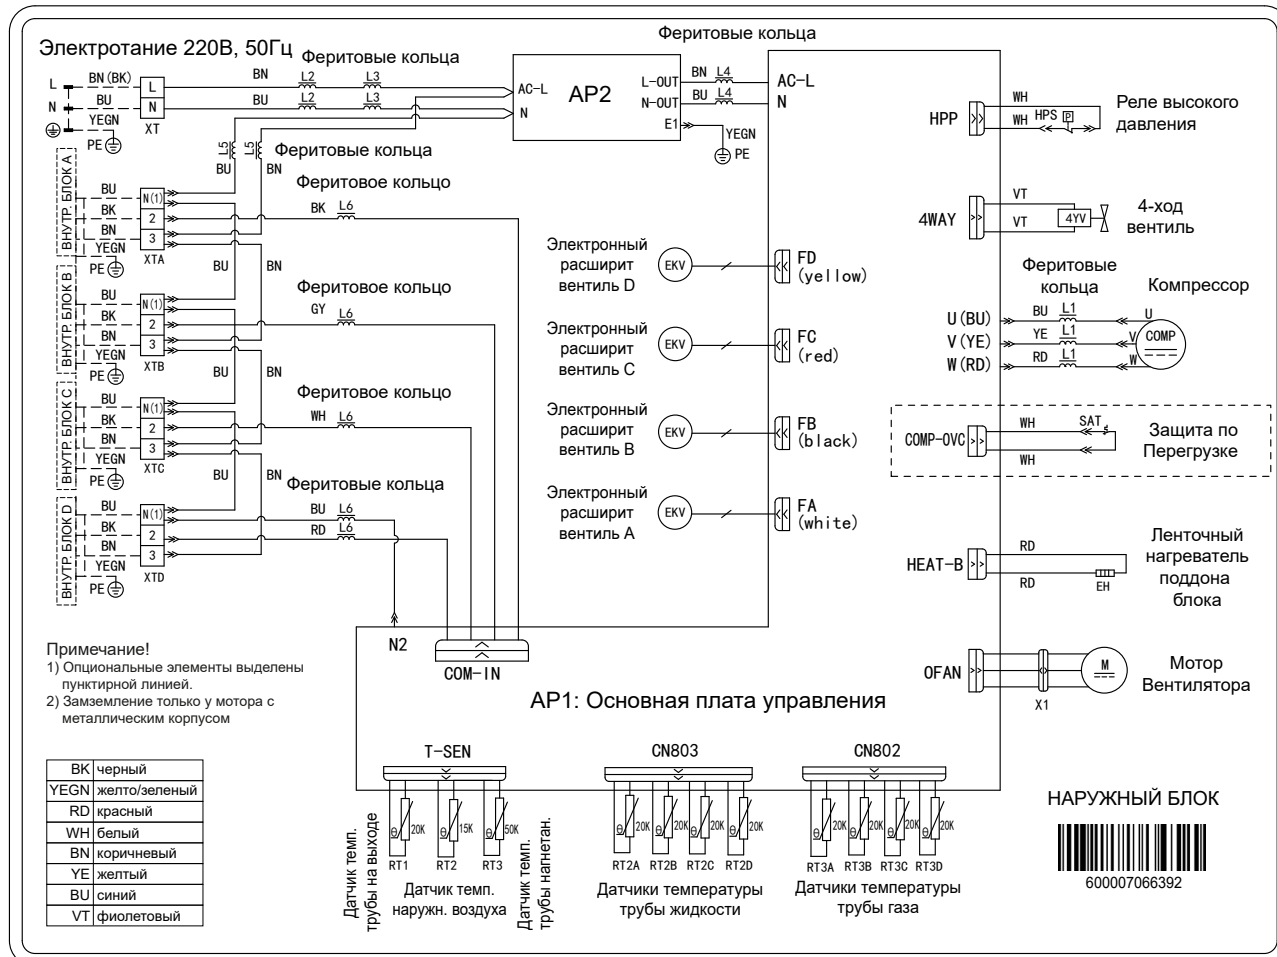 Электротание 220В, 50Гц
Феритовые кольца
Феритовые кольца
L
BN (BK)
L
BN
L2
L3
AC-L
AP2
L-OUT
BN
L4
AC-L
N
BU
N
BU
L2
L3
N
N-OUT
BU
L4
N
YEGN
XT
E1
YEGN
PE
PE
L5
L5
Феритовые кольца
BU
BN
HPP
WH
WH
HPS
P
Реле высокого
давления
ВНУТР. БЛОК A
BU
BK
BN
YEGN
PE
N(1)
2
3
XTA
Феритовое кольцо
BK
L6
BU
BN
4WAY
VT
VT
4YV
4-ход
вентиль
ВНУТР. БЛОК B
BU
BK
BN
YEGN
PE
N(1)
2
3
XTB
Феритовое кольцо
GY
L6
BU
BN
Электронный
расширит
вентиль D
EKV
FD
(yellow)
Электронный
расширит
вентиль C
EKV
FC
(red)
Феритовые
кольца
Компрессор
U(BU)
BU
L1
U
V(YE)
YE
L1
V
COMP
W(RD)
RD
L1
W
ВНУТР. БЛОК C
BU
BK
BN
YEGN
PE
N(1)
2
3
XTC
Феритовое кольцо
WH
L6
BU
BN
Электронный
расширит
вентиль B
EKV
FB
(black)
COMP-OVC
WH
SAT
WH
Защита по
Перегрузке
ВНУТР. БЛОК D
BU
BK
BN
YEGN
PE
N(1)
2
3
XTD
Феритовые кольца
BU
L6
RD
L6
Электронный
расширит
вентиль A
EKV
FA
(white)
HEAT-B
RD
RD
EH
Ленточный
нагреватель
поддона
блока
N2
COM-IN
OFAN
X1
M
Мотор
Вентилятора
Примечание!
1) Опциональные элементы выделены
пунктирной линией.
2) Замземление только у мотора с
металлическим корпусом
AP1: Основная плата управления
BK черный
YEGN желто/зеленый
RD красный
WH белый
BN коричневый
YE желтый
BU синий
VT фиолетовый
T-SEN
CN803
CN802
θ 20K
θ 15K
θ 50K
θ 20K
θ 20K
θ 20K
θ 20K
θ 20K
θ 20K
θ 20K
θ 20K
RT1
RT2
RT3
RT2A
RT2B
RT2C
RT2D
RT3A
RT3B
RT3C
RT3D
Датчик темп.
трубы на выходе
Датчик темп.
наружн. воздуха
Датчик темп.
трубы нагнетан.
Датчики температуры
трубы жидкости
Датчики температуры
трубы газа
НАРУЖНЫЙ БЛОК
600007066392